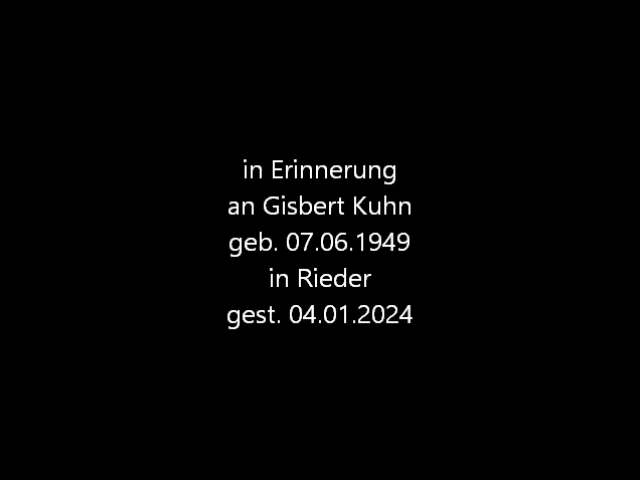 in Erinnerung
an Gisbert Kuhn
geb. 07.06.1949
in Rieder
gest. 04.01.2024